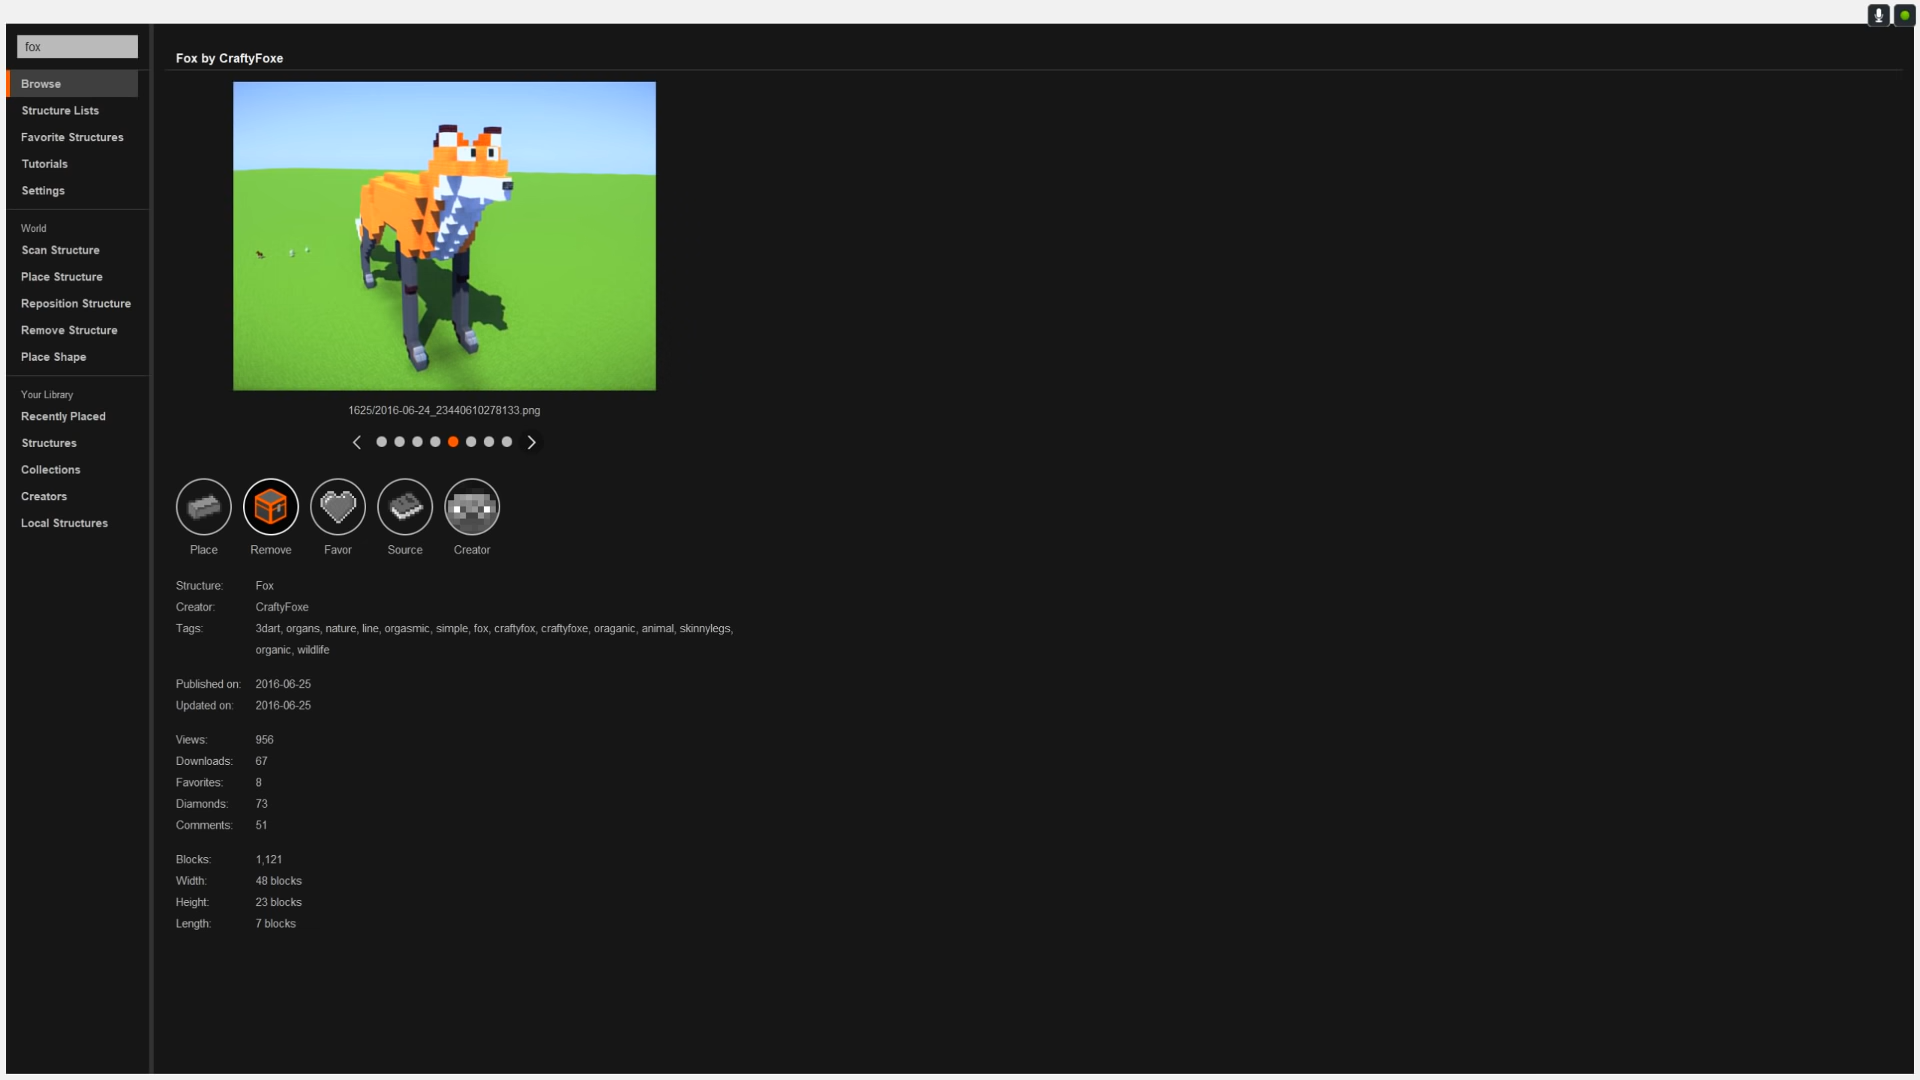 fox
Browse
Structure Lists
Favorite Structures
Tutorials
Settings
World
Scan Structure
Place Structure
Reposition Structure
Remove Structure
Place Shape
Your Library
Recently Placed
Structures
Collections
Creators
Local Structures
Fox by CraftyFoxe
1625/2016-06-24_23440610278133.png
Place Remove Favor Source Creator
Structure: Fox
Creator: CraftyFoxe
Tags: 3dart, organs, nature, line, orgasmic, simple, fox, craftyfox, craftyfoxe, oraganic, animal, skinnylegs,
organic, wildlife
Published on: 2016-06-25
Updated on: 2016-06-25
Views: 956
Downloads: 67
Favorites: 8
Diamonds: 73
Comments: 51
Blocks: 1,121
Width: 48 blocks
Height: 23 blocks
Length: 7 blocks